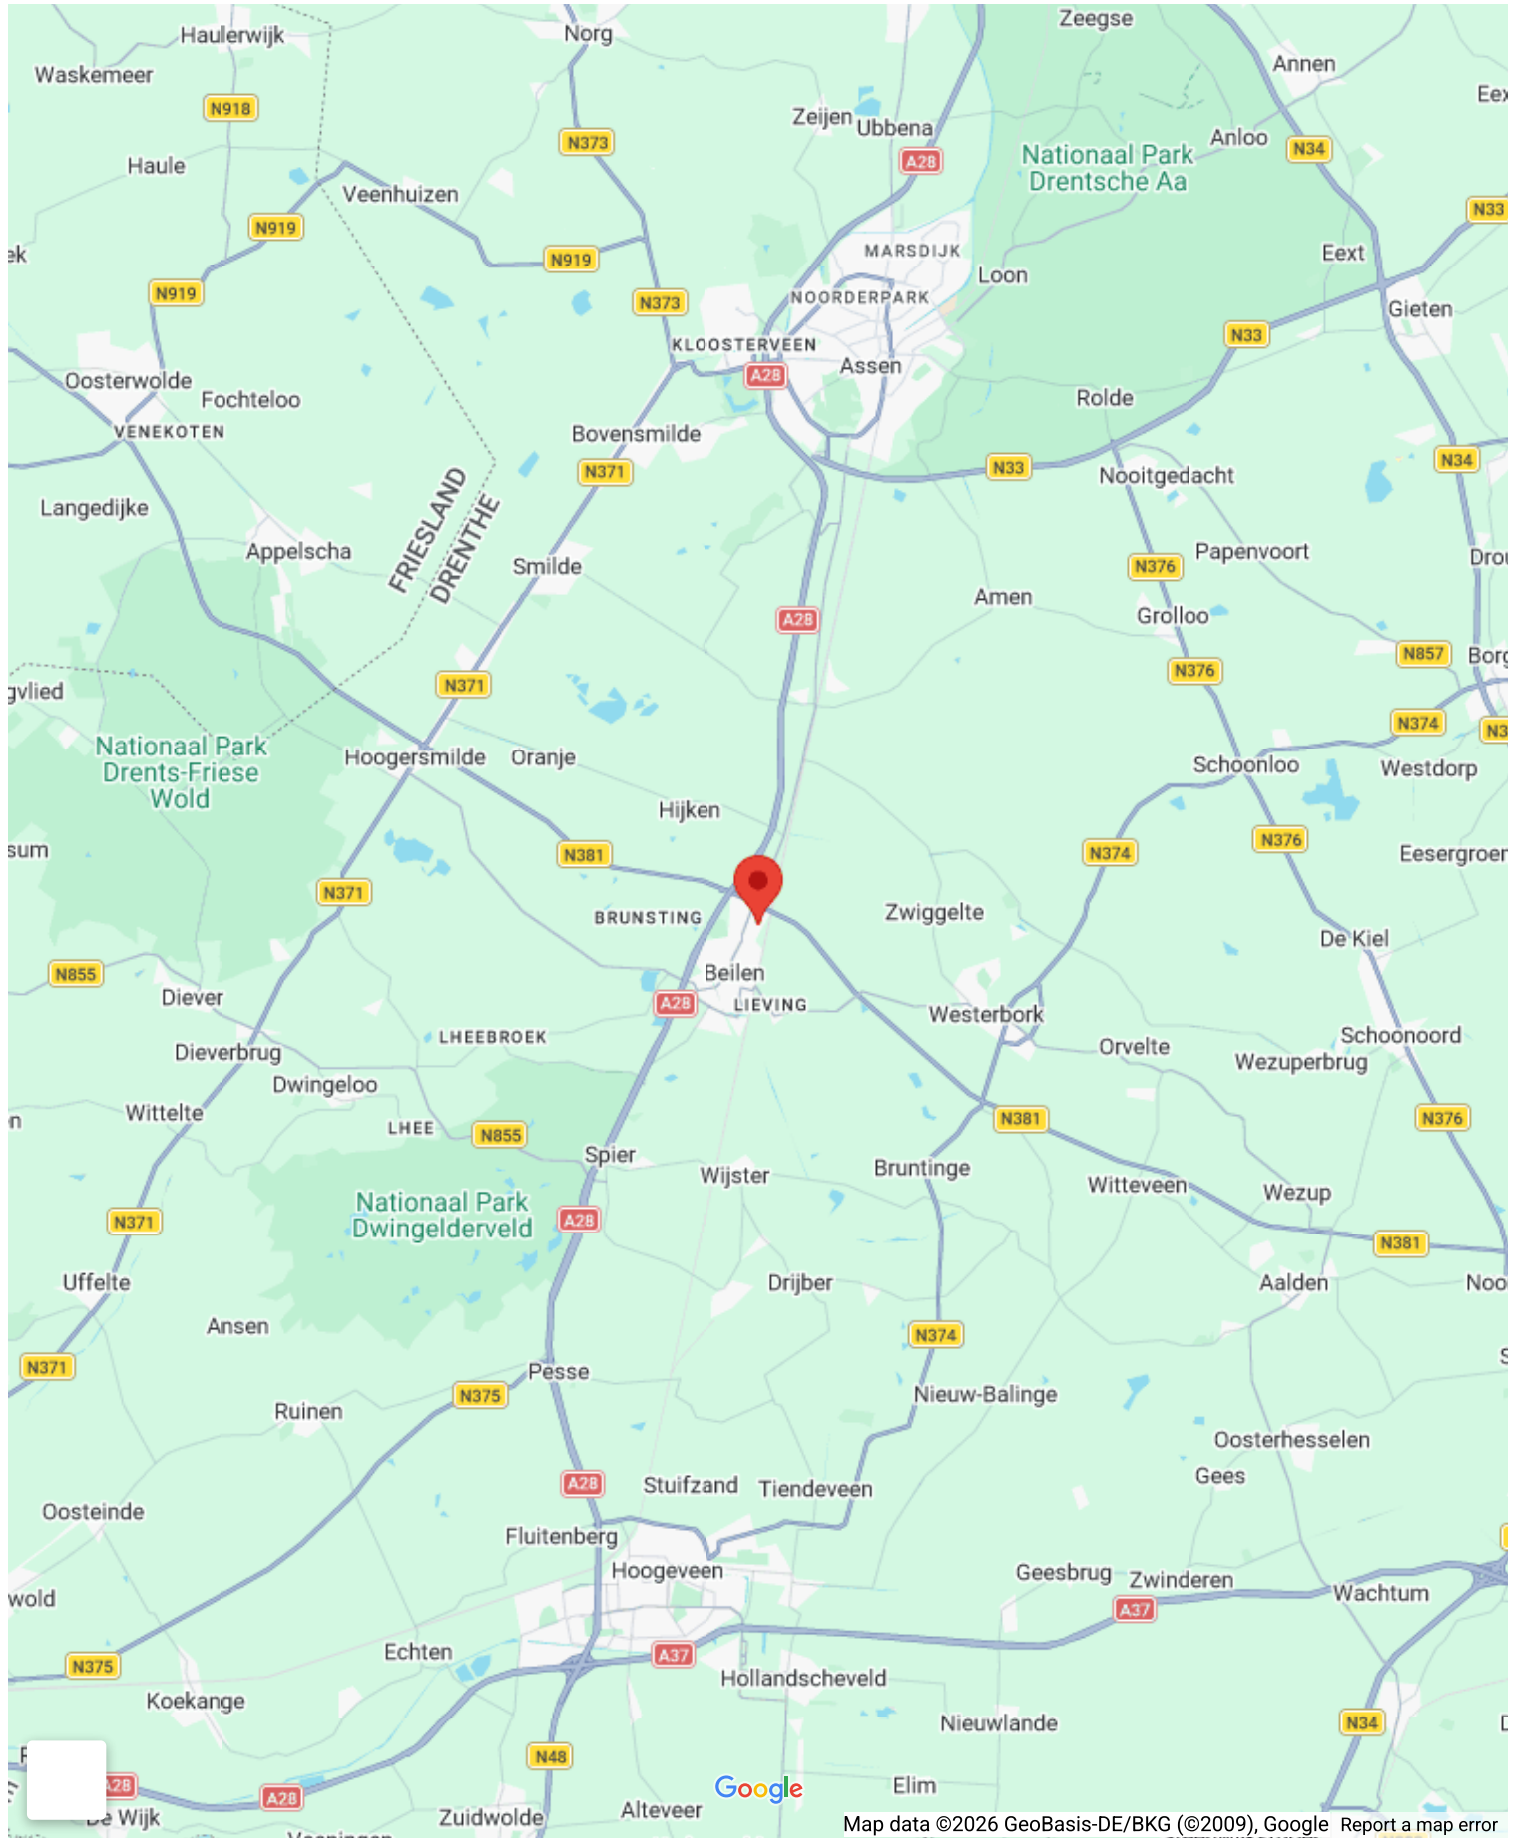 Haulerwijk
Norg
Zeegse
Waskemeer
Annen
N918
Zeijen
Ubbena
Anloo
N373
Nationaal Park
Drentsche Aa
N34
A28
Haule
Veenhuizen
N33
N919
MARSDIJK
Eext
N919
Loon
N919
N373
NOORDERPARK
Gieten
N33
KLOOSTERVEEN
Assen
A28
Oosterwolde
Fochteloo
Rolde
VENEKOTEN
Bovensmilde
N371
N33
N34
Nooitgedacht
Langedijke
FRIESLAND
DRENTHE
Appelscha
Smilde
Papenvoort
N376
Amen
A28
Grolloo
N857
N376
N371
gvlied
N374
Nationaal Park
Drents-Friese
Wold
Hoogersmilde
Oranje
Schoonloo
Westdorp
Hijken
N381
N374
N376
sum
Eesergroen
N371
BRUNSTING
Zwiggelte
De Kiel
N855
Beilen
Diever
A28
LIEVING
Westerbork
LHEEBROEK
Schoonoord
Dieverbrug
Orvelte
Wezuperbrug
Dwingeloo
Wittelte
N381
N376
LHEE
N855
Spier
Wijster
Bruntinge
Witteveen
Wezup
Nationaal Park
Dwingelderveld
N371
A28
N381
Uffelte
Drijber
Aalden
Noo
Ansen
N374
N371
Pesse
N375
Nieuw-Balinge
Ruinen
Oosterhesselen
Gees
A28
Stuifzand
Tiendeveen
Oosteinde
Fluitenberg
Hoogeveen
Geesbrug
Zwinderen
Wachtum
wold
A37
Echten
A37
N375
Hollandscheveld
Koekange
Nieuwlande
N34
N48
A28
A28
Google
Elim
De Wijk
Zuidwolde
Alteveer
Map data ©2026 GeoBasis-DE/BKG (©2009), Google
Report a map error